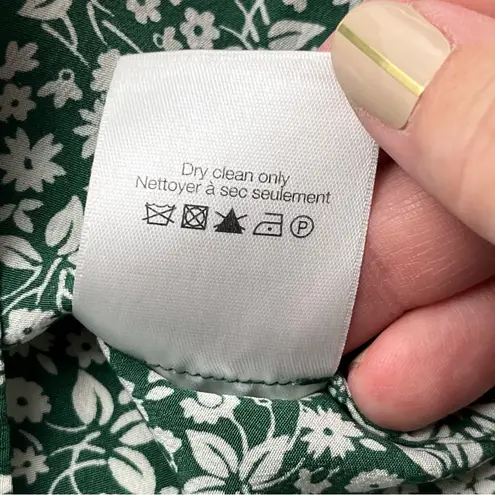 Dry clean only
Nettoyer à sec seulement
P